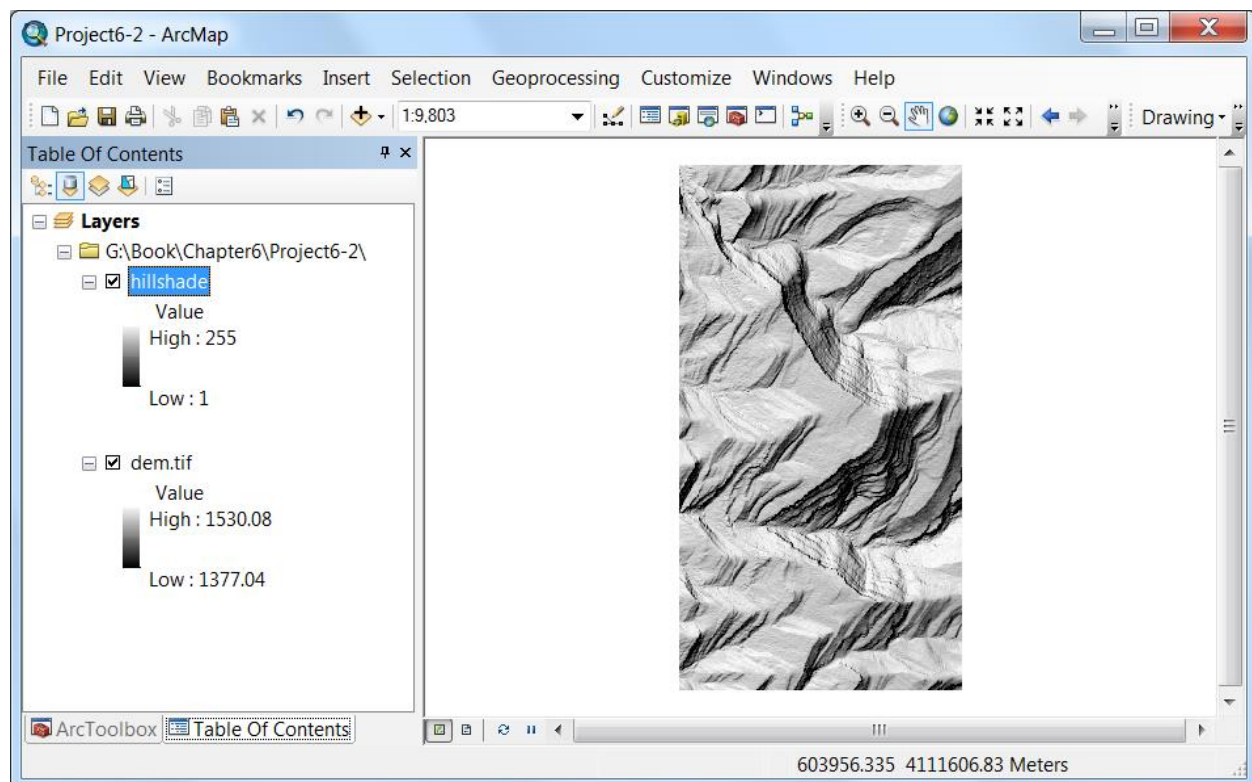 Project6-2 - ArcMap
File Edit View Bookmarks Insert Selection Geoprocessing Customize Windows Help
1:9,803
Drawing
Table Of Contents
Layers
G:\Book\Chapter6\Project6-2\
hillshade
Value
High : 255
Low : 1
dem.tif
Value
High : 1530.08
Low : 1377.04
ArcToolbox Table Of Contents
603956.335 4111606.83 Meters